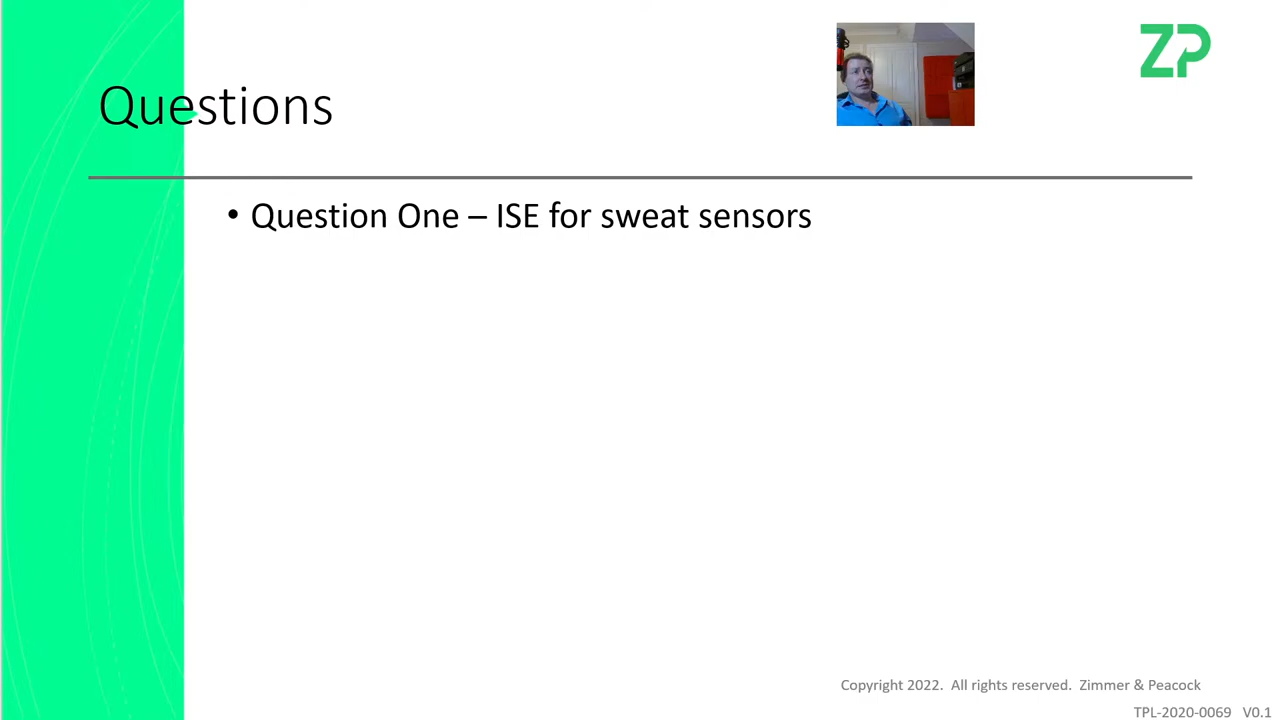 ZP
Questions
• Question One – ISE for sweat sensors
Copyright 2022.  All rights reserved.  Zimmer & Peacock
TPL-2020-0069   V0.1